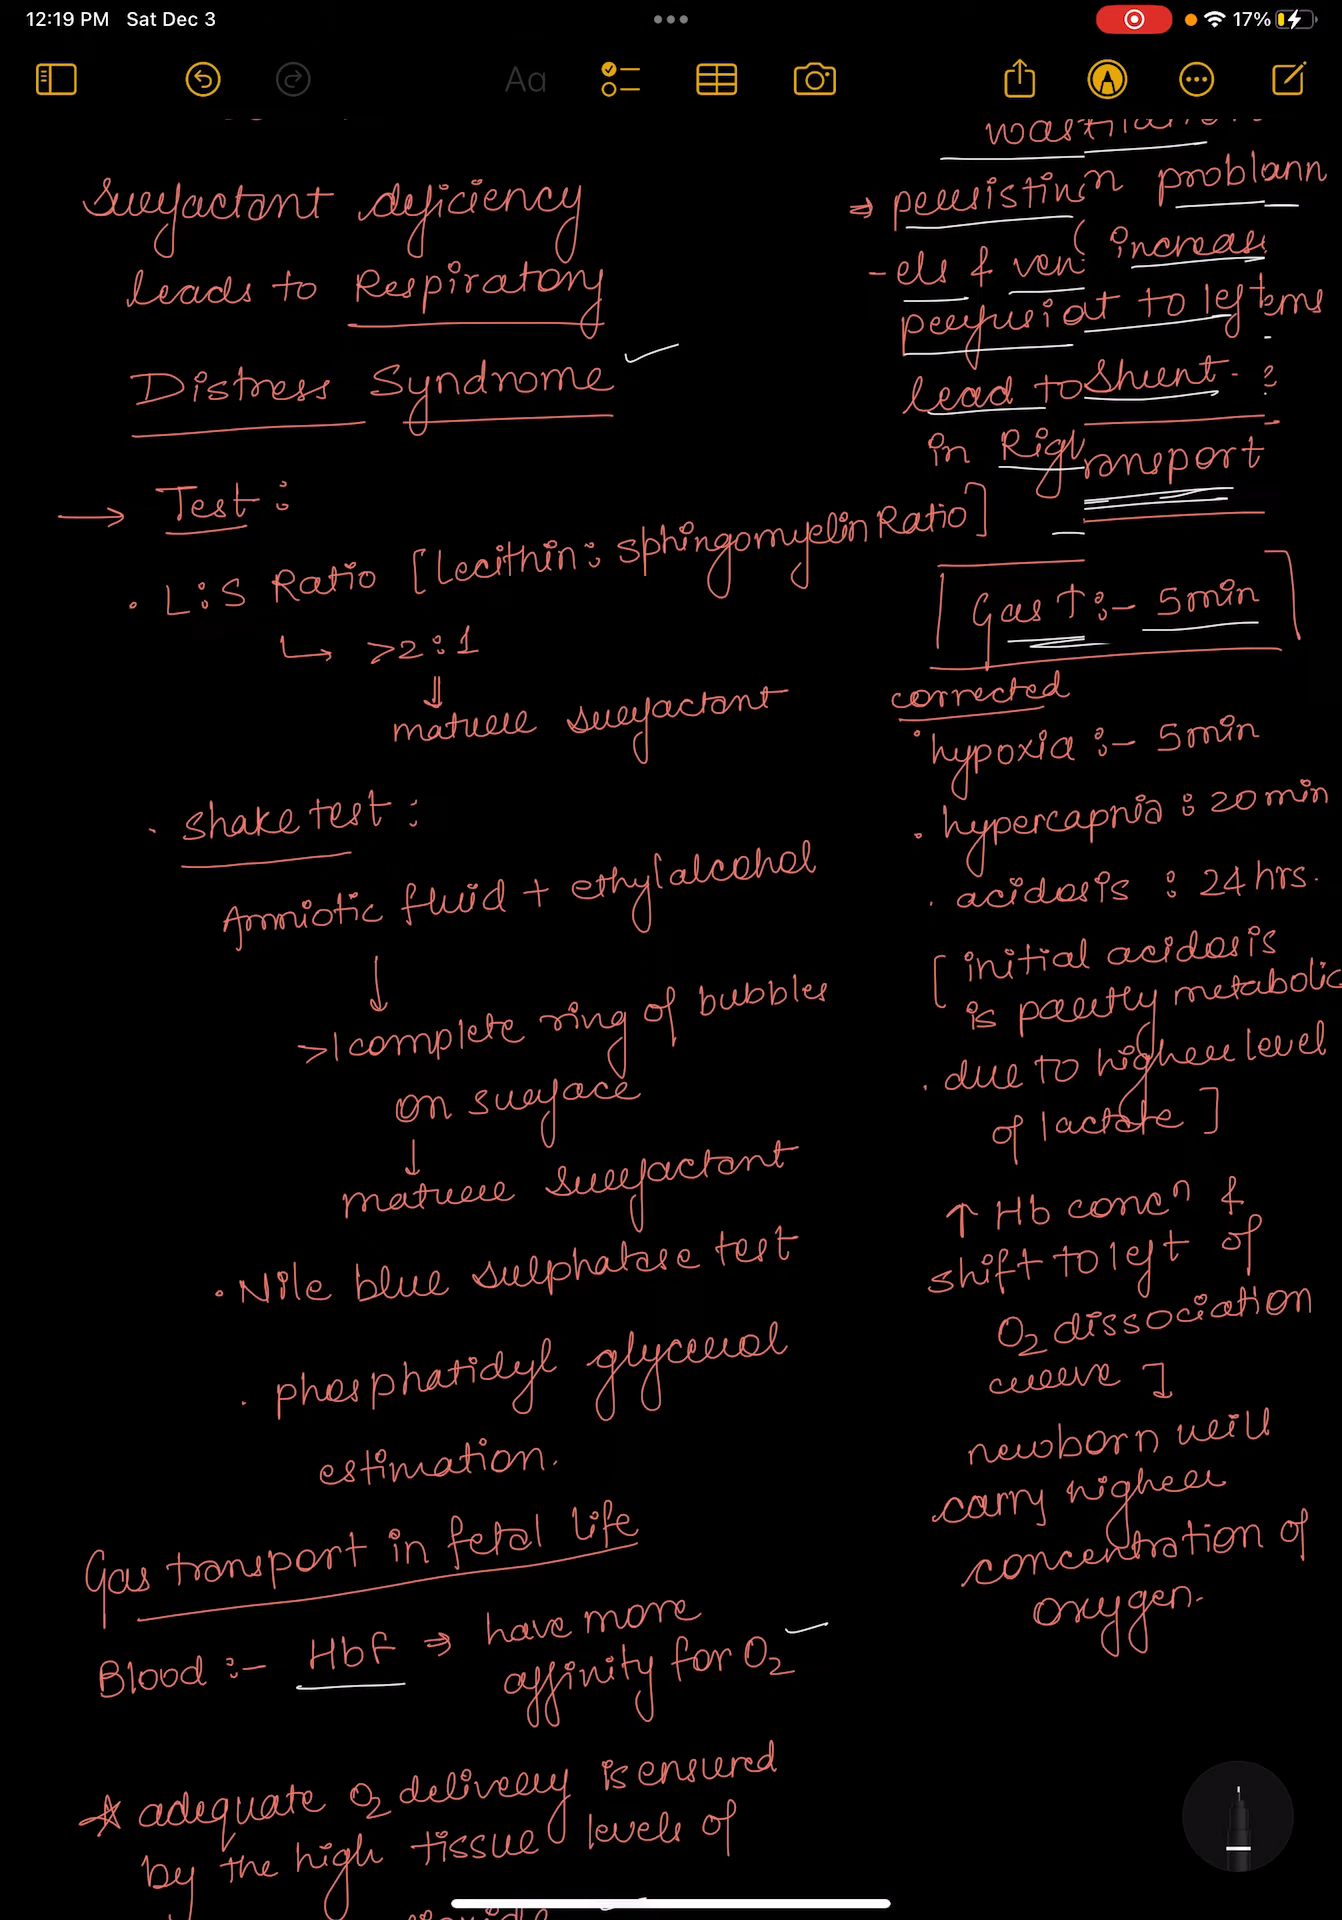 12:19 PM Sat Dec 3
17%
Aa
Surfactant deficiency
leads to Respiratory
Distress Syndrome
→ Test:
• L:S Ratio [Lecithin: sphingomyelin Ratio]
↳ >2:1
⇓
mature surfactant
• Shake test:
Amniotic fluid + ethyl alcohol
↓
>1 complete ring of bubbles
on surface
↓
mature surfactant
• Nile blue sulphatase test
• phosphatidyl glycerol
estimation.
Gas transport in fetal life
Blood :- HbF ⇒ have more
affinity for O2
☆ adequate O2 delivery is ensured
by the high tissue levels of
problem
(increase
to left
lead to shunt
in
transport
Gas ↑ :- 5min
corrected
• hypoxia :- 5min
• hypercapnia : 20 min
• acidosis : 24 hrs.
[initial acidosis
is partly metabolic
• due to higher level
of lactate]
↑ Hb concn &
shift to left of
O2 dissociation
curve ]
newborn will
carry higher
concentration of
oxygen.